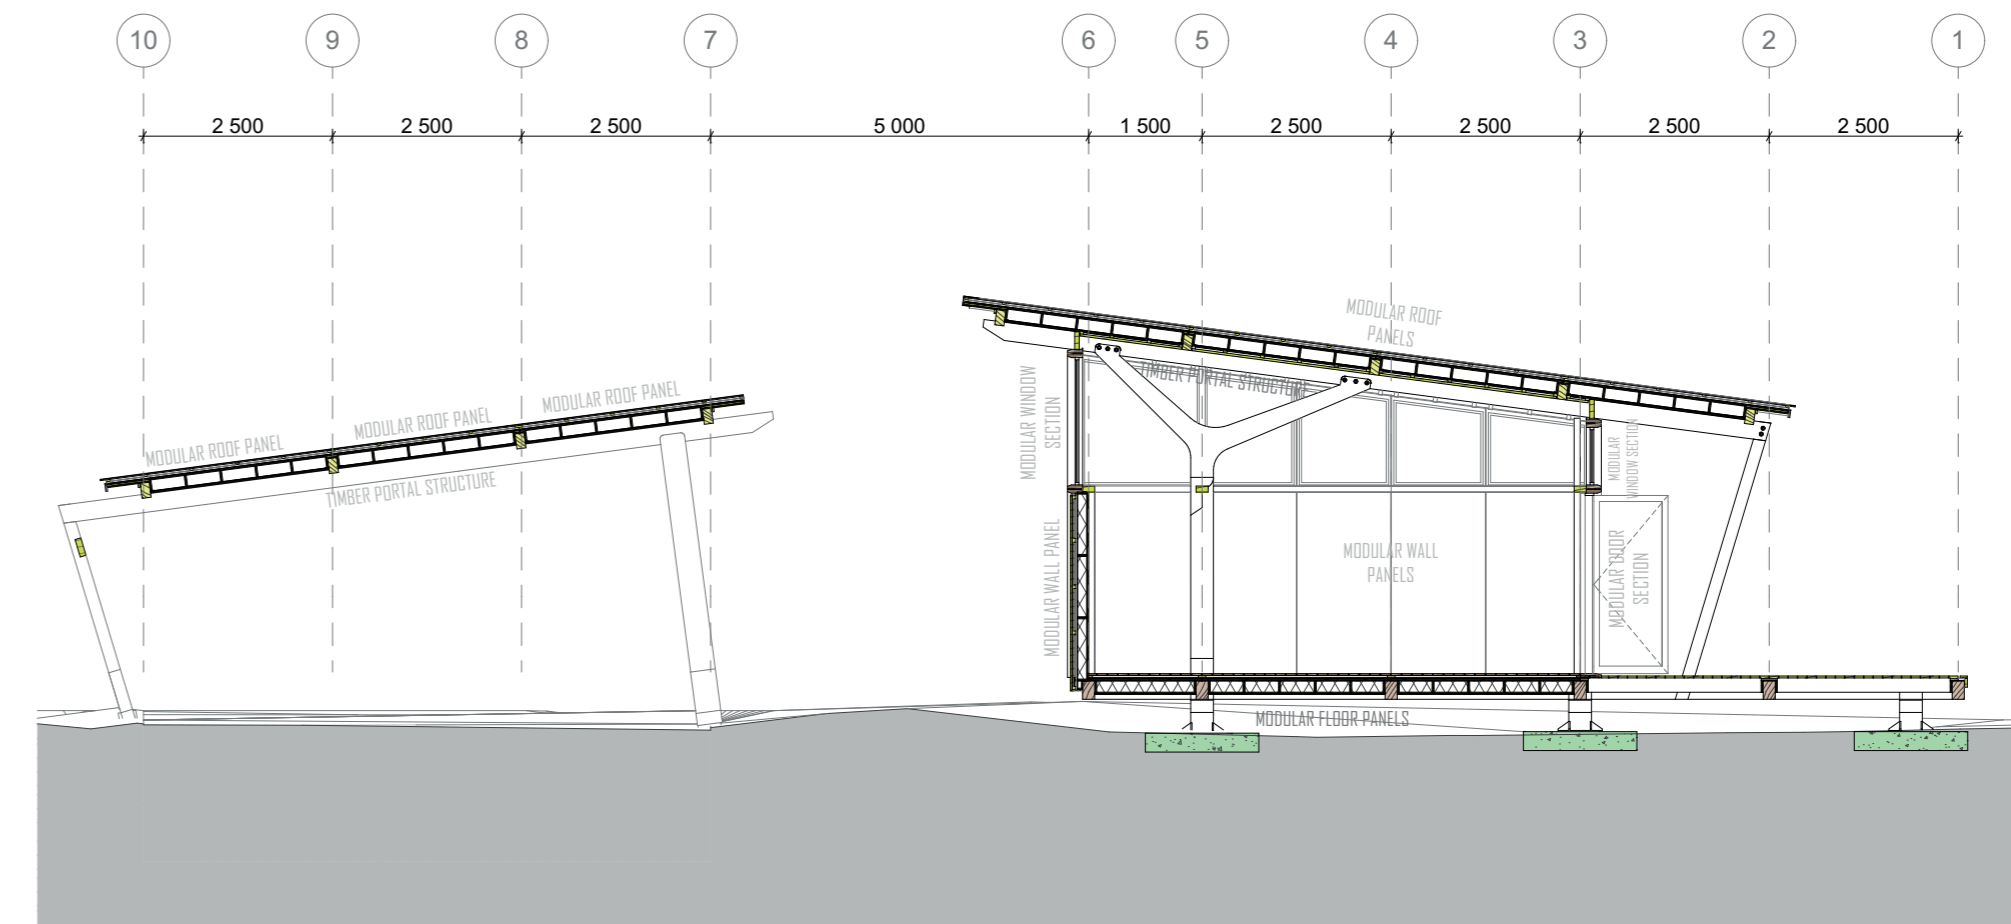 10 9 8 7 6 5 4 3 2 1
2 500 2 500 2 500 5 000 1 500 2 500 2 500 2 500 2 500
MODULAR ROOF
PANELS
TIMBER PORTAL STRUCTURE
MODULAR WINDOW
SECTION
MODULAR ROOF PANEL
MODULAR ROOF PANEL
MODULAR ROOF PANEL
TIMBER PORTAL STRUCTURE
MODULAR
WINDOW SECTION
MODULAR WALL PANEL
MODULAR WALL
PANELS
MODULAR DOOR
SECTION
MODULAR FLOOR PANELS